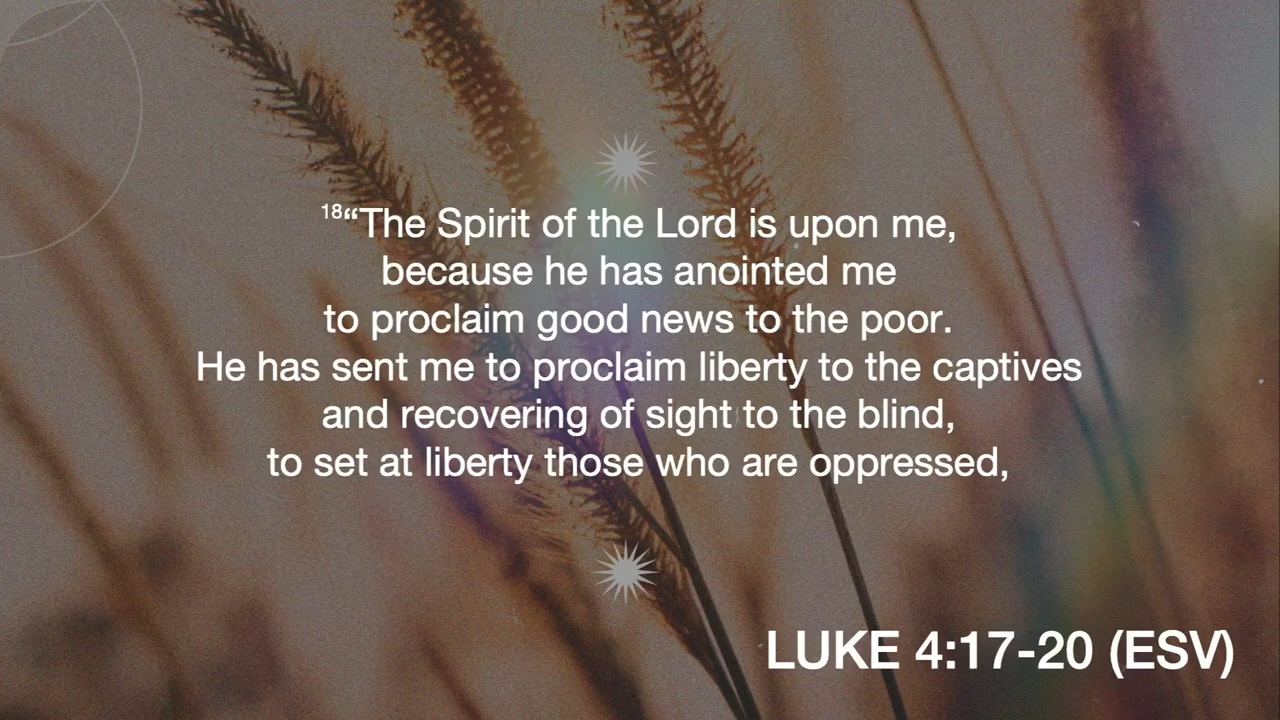 18“The Spirit of the Lord is upon me,
because he has anointed me
to proclaim good news to the poor.
He has sent me to proclaim liberty to the captives
and recovering of sight to the blind,
to set at liberty those who are oppressed,
LUKE 4:17-20 (ESV)